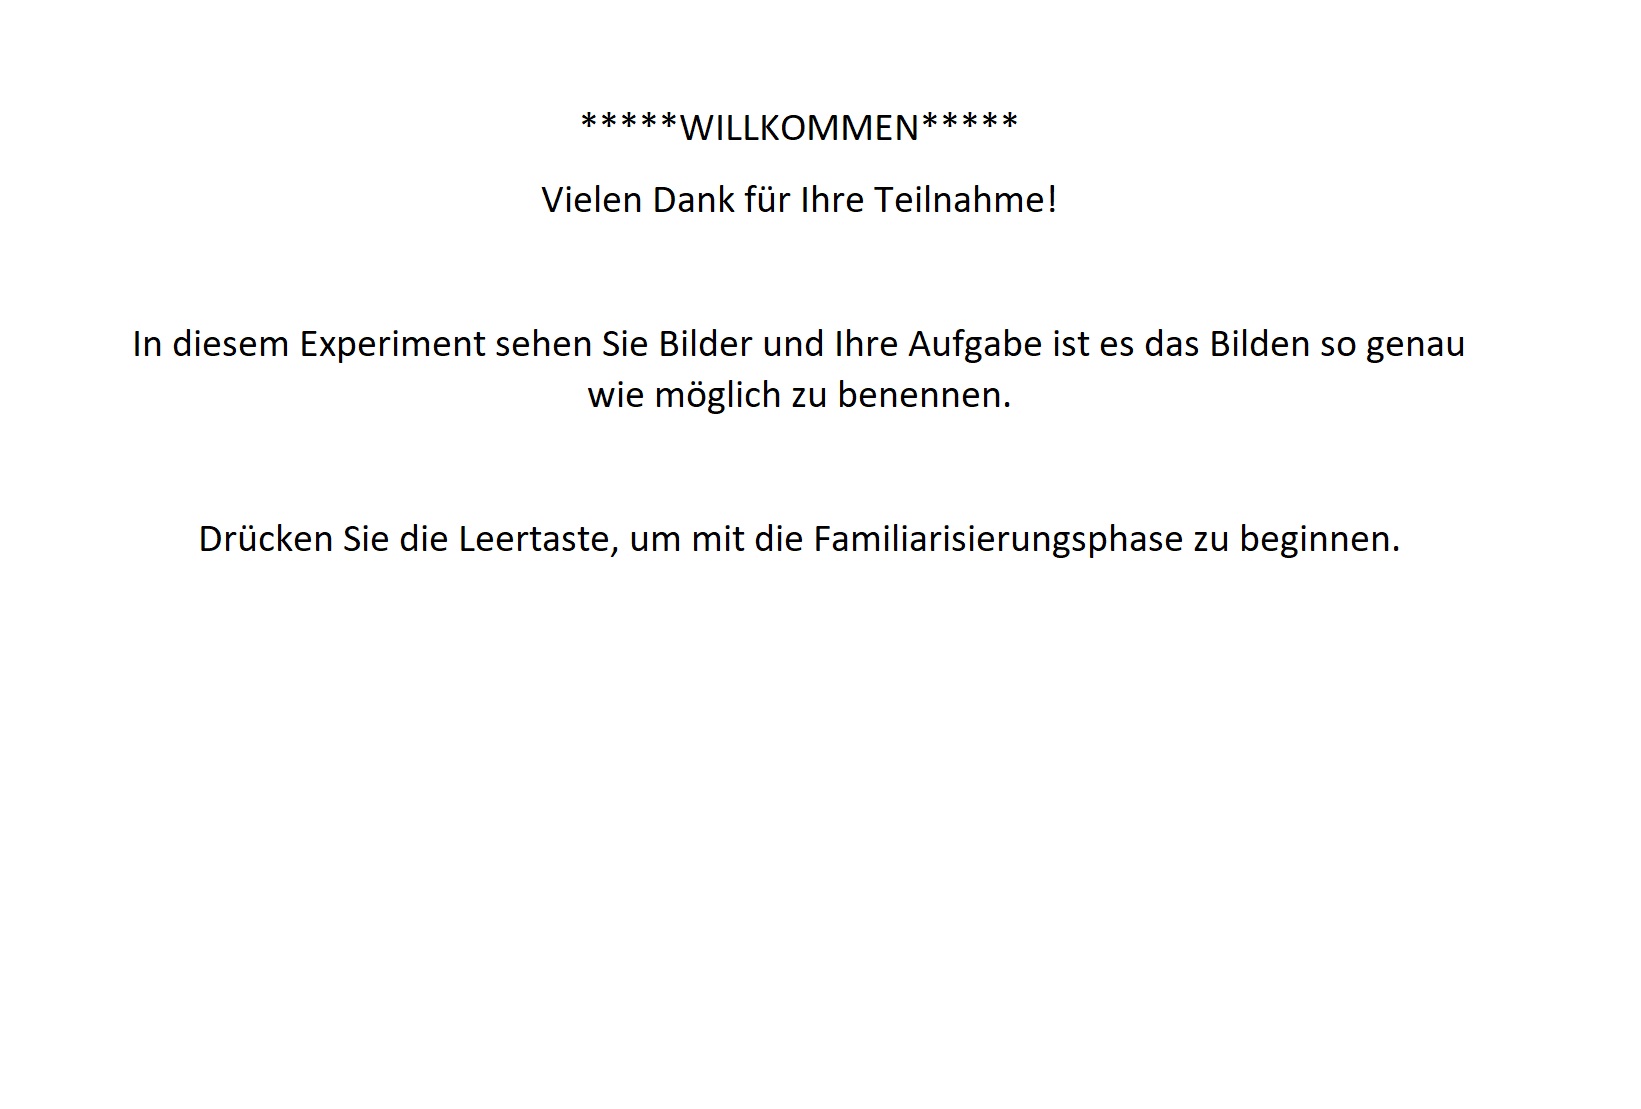 *****WILLKOMMEN*****
Vielen Dank für Ihre Teilnahme!
In diesem Experiment sehen Sie Bilder und Ihre Aufgabe ist es das Bilden so genau
wie möglich zu benennen.
Drücken Sie die Leertaste, um mit die Familiarisierungsphase zu beginnen.